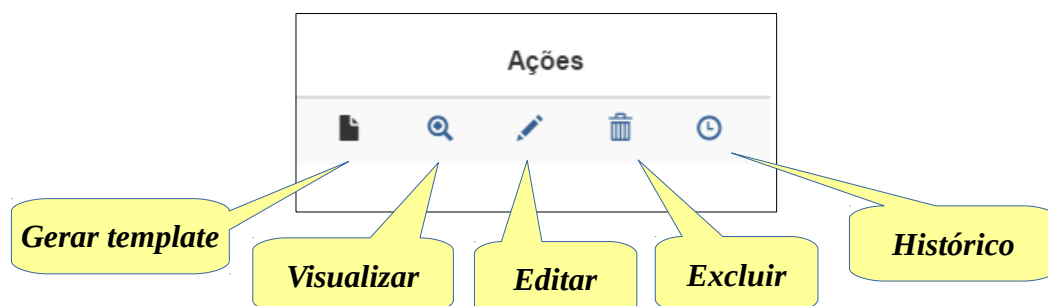 Ações
Gerar template
Visualizar
Editar
Excluir
Histórico